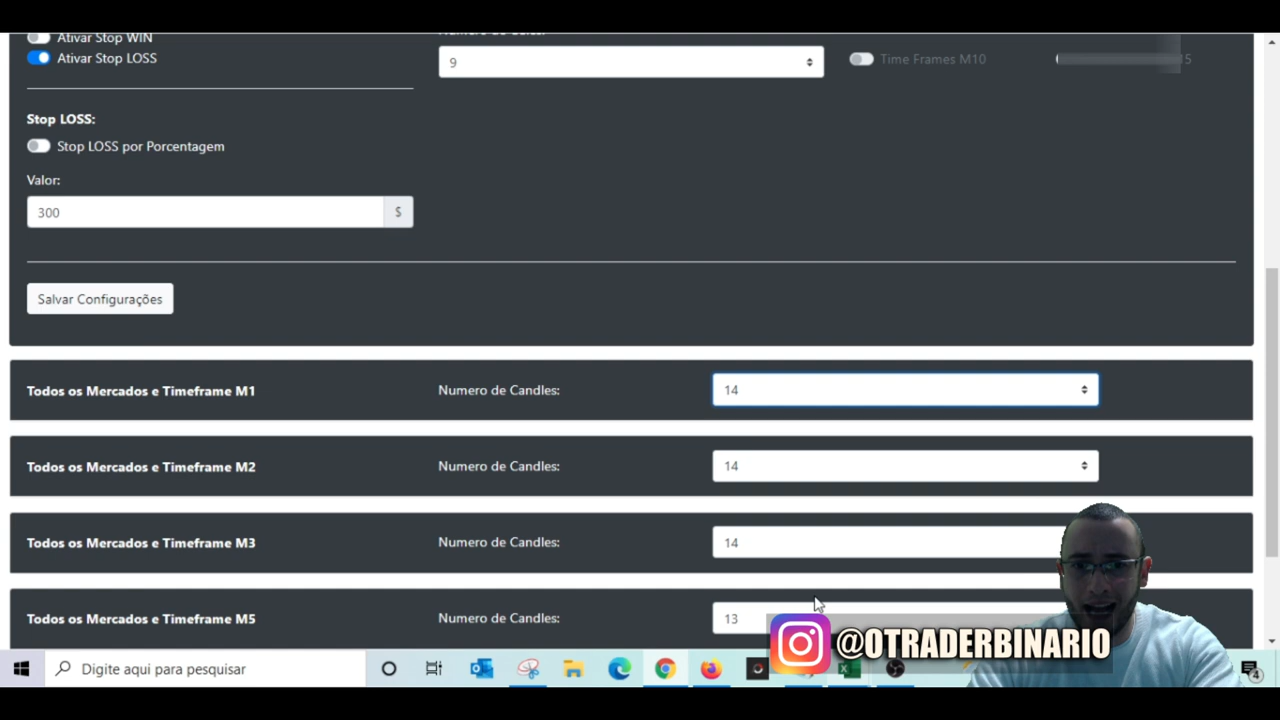 Ativar Stop WIN
Ativar Stop LOSS
9
Time Frames M10
Stop LOSS:
Stop LOSS por Porcentagem
Valor:
300 $
Salvar Configurações
Todos os Mercados e Timeframe M1 Numero de Candles: 14
Todos os Mercados e Timeframe M2 Numero de Candles: 14
Todos os Mercados e Timeframe M3 Numero de Candles: 14
Todos os Mercados e Timeframe M5 Numero de Candles: 13
@OTRADERBINARIO
Digite aqui para pesquisar
4